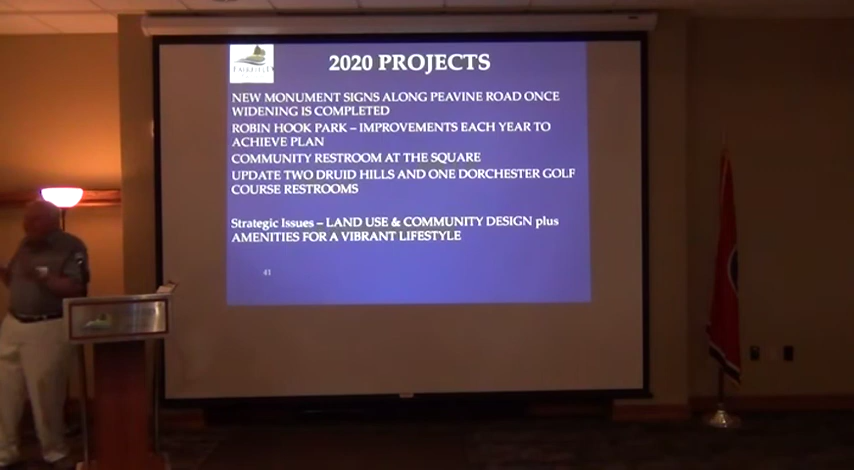 FAIRFIELD
2020 PROJECTS
NEW MONUMENT SIGNS ALONG PEAVINE ROAD ONCE
WIDENING IS COMPLETED
ROBIN HOOK PARK – IMPROVEMENTS EACH YEAR TO
ACHIEVE PLAN
COMMUNITY RESTROOM AT THE SQUARE
UPDATE TWO DRUID HILLS AND ONE DORCHESTER GOLF
COURSE RESTROOMS
Strategic Issues – LAND USE & COMMUNITY DESIGN plus
AMENITIES FOR A VIBRANT LIFESTYLE
41